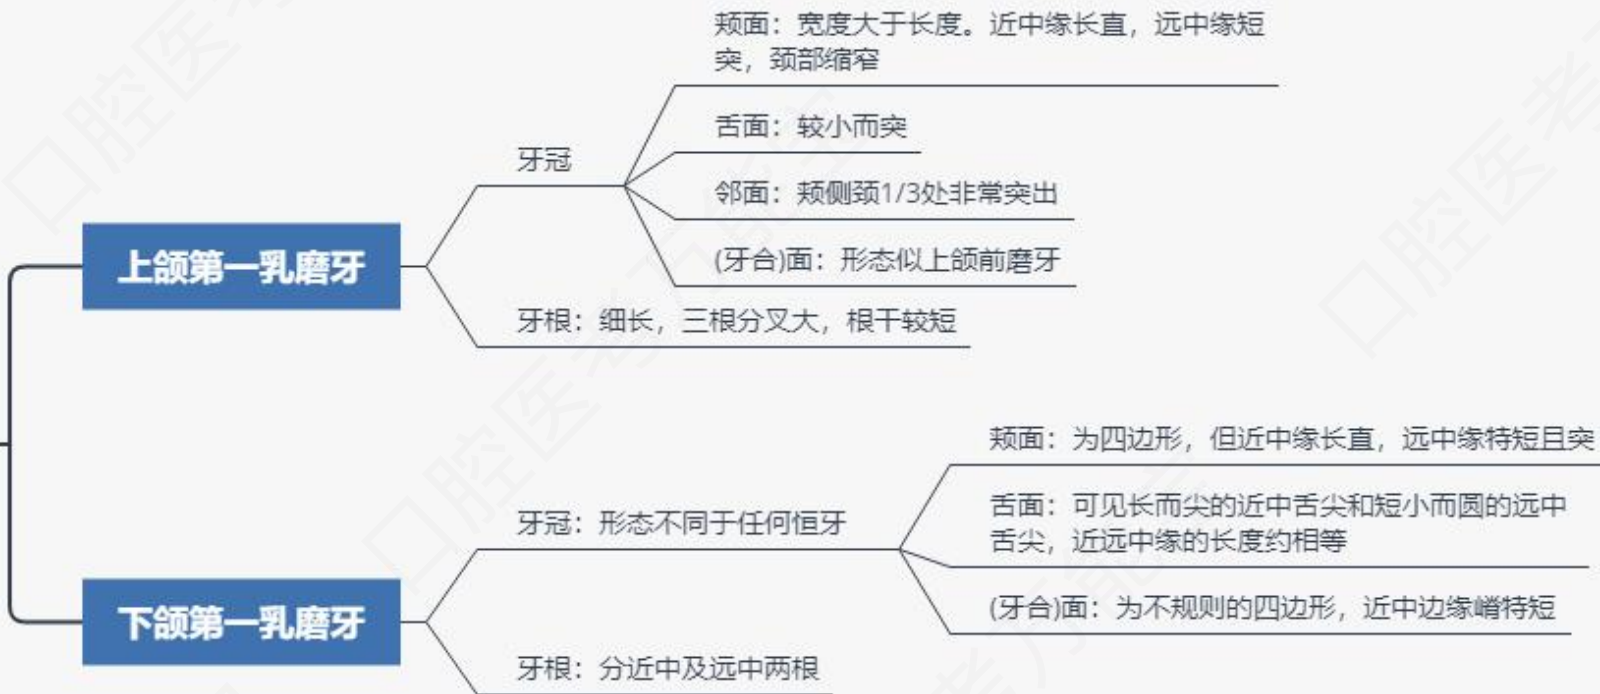 颊面：宽度大于长度。近中缘长直，远中缘短
突，颈部缩窄
舌面：较小而突
牙冠
邻面：颊侧颈1/3处非常突出
上颌第一乳磨牙
(牙合)面：形态似上颌前磨牙
牙根：细长，三根分叉大，根干较短
颊面：为四边形，但近中缘长直，远中缘特短且突
舌面：可见长而尖的近中舌尖和短小而圆的远中
舌尖，近远中缘的长度约相等
牙冠：形态不同于任何恒牙
(牙合)面：为不规则的四边形，近中边缘嵴特短
下颌第一乳磨牙
牙根：分近中及远中两根